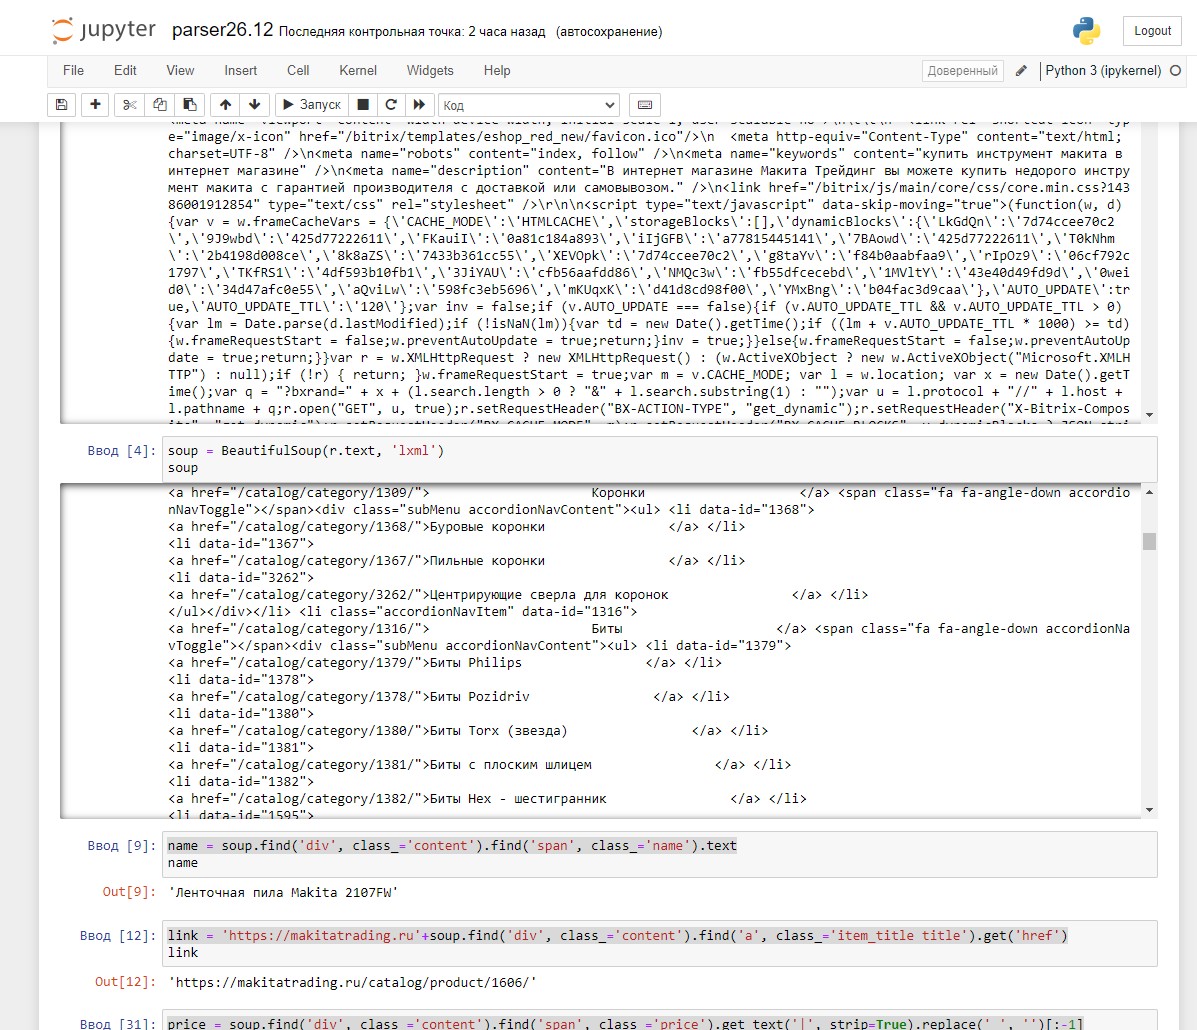 jupyter parser26.12 Последняя контрольная точка: 2 часа назад (автосохранение)
Logout
File Edit View Insert Cell Kernel Widgets Help
Доверенный
Python 3 (ipykernel)
Запуск
Код
e="image/x-icon" href="/bitrix/templates/eshop_red_new/favicon.ico"/>\n  <meta http-equiv="Content-Type" content="text/html;
charset=UTF-8" />\n<meta name="robots" content="index, follow" />\n<meta name="keywords" content="купить инструмент макита в
интернет магазине" />\n<meta name="description" content="В интернет магазине Макита Трейдинг вы можете купить недорого инстру
мент макита с гарантией производителя с доставкой или самовывозом." />\n<link href="/bitrix/js/main/core/css/core.min.css?143
86001912854" type="text/css" rel="stylesheet" />\r\n\n<script type="text/javascript" data-skip-moving="true">(function(w, d)
{var v = w.frameCacheVars = {\'CACHE_MODE\':\'HTMLCACHE\',\'storageBlocks\':[],\'dynamicBlocks\':{\'LkGdQn\':\'7d74ccee70c2
\',\'9J9wbd\':\'425d77222611\',\'FKauiI\':\'0a81c184a893\',\'iIjGFB\':\'a77815445141\',\'7BAowd\':\'425d77222611\',\'T0kNhm
\':\'2b4198d008ce\',\'8k8aZS\':\'7433b361cc55\',\'XEVOpk\':\'7d74ccee70c2\',\'g8taYv\':\'f84b0aabfaa9\',\'rIpOz9\':\'06cf792c
1797\',\'TKfRS1\':\'4df593b10fb1\',\'3JiYAU\':\'cfb56aafdd86\',\'NMQc3w\':\'fb55dfcecebd\',\'1MVltY\':\'43e40d49fd9d\',\'0wei
d0\':\'34d47afc0e55\',\'aQviLw\':\'598fc3eb5696\',\'mKUqxK\':\'d41d8cd98f00\',\'YMxBng\':\'b04fac3d9caa\'},\'AUTO_UPDATE\':tr
ue,\'AUTO_UPDATE_TTL\':\'120\'};var inv = false;if (v.AUTO_UPDATE === false){if (v.AUTO_UPDATE_TTL && v.AUTO_UPDATE_TTL > 0)
{var lm = Date.parse(d.lastModified);if (!isNaN(lm)){var td = new Date().getTime();if ((lm + v.AUTO_UPDATE_TTL * 1000) >= td)
{w.frameRequestStart = false;w.preventAutoUpdate = true;return;}inv = true;}}else{w.frameRequestStart = false;w.preventAutoUp
date = true;return;}}var r = w.XMLHttpRequest ? new XMLHttpRequest() : (w.ActiveXObject ? new w.ActiveXObject("Microsoft.XMLH
TTP") : null);if (!r) { return; }w.frameRequestStart = true;var m = v.CACHE_MODE; var l = w.location; var x = new Date().getT
ime();var q = "?bxrand=" + x + (l.search.length > 0 ? "&" + l.search.substring(1) : "");var u = l.protocol + "//" + l.host +
l.pathname + q;r.open("GET", u, true);r.setRequestHeader("BX-ACTION-TYPE", "get_dynamic");r.setRequestHeader("X-Bitrix-Compos
Ввод [4]: soup = BeautifulSoup(r.text, 'lxml')
soup
<a href="/catalog/category/1309/"> Коронки </a> <span class="fa fa-angle-down accordio
nNavToggle"></span><div class="subMenu accordionNavContent"><ul> <li data-id="1368">
<a href="/catalog/category/1368/">Буровые коронки </a> </li>
<li data-id="1367">
<a href="/catalog/category/1367/">Пильные коронки </a> </li>
<li data-id="3262">
<a href="/catalog/category/3262/">Центрирующие сверла для коронок </a> </li>
</ul></div></li> <li class="accordionNavItem" data-id="1316">
<a href="/catalog/category/1316/"> Биты </a> <span class="fa fa-angle-down accordionNa
vToggle"></span><div class="subMenu accordionNavContent"><ul> <li data-id="1379">
<a href="/catalog/category/1379/">Биты Philips </a> </li>
<li data-id="1378">
<a href="/catalog/category/1378/">Биты Pozidriv </a> </li>
<li data-id="1380">
<a href="/catalog/category/1380/">Биты Torx (звезда) </a> </li>
<li data-id="1381">
<a href="/catalog/category/1381/">Биты с плоским шлицем </a> </li>
<li data-id="1382">
<a href="/catalog/category/1382/">Биты Hex - шестигранник </a> </li>
<li data-id="1595">
Ввод [9]: name = soup.find('div', class_='content').find('span', class_='name').text
name
Out[9]: 'Ленточная пила Makita 2107FW'
Ввод [12]: link = 'https://makitatrading.ru'+soup.find('div', class_='content').find('a', class_='item_title title').get('href')
link
Out[12]: 'https://makitatrading.ru/catalog/product/1606/'
Ввод [31]: price = soup.find('div', class_='content').find('span', class_='price').get_text('|', strip=True).replace(' ', '')[:-1]